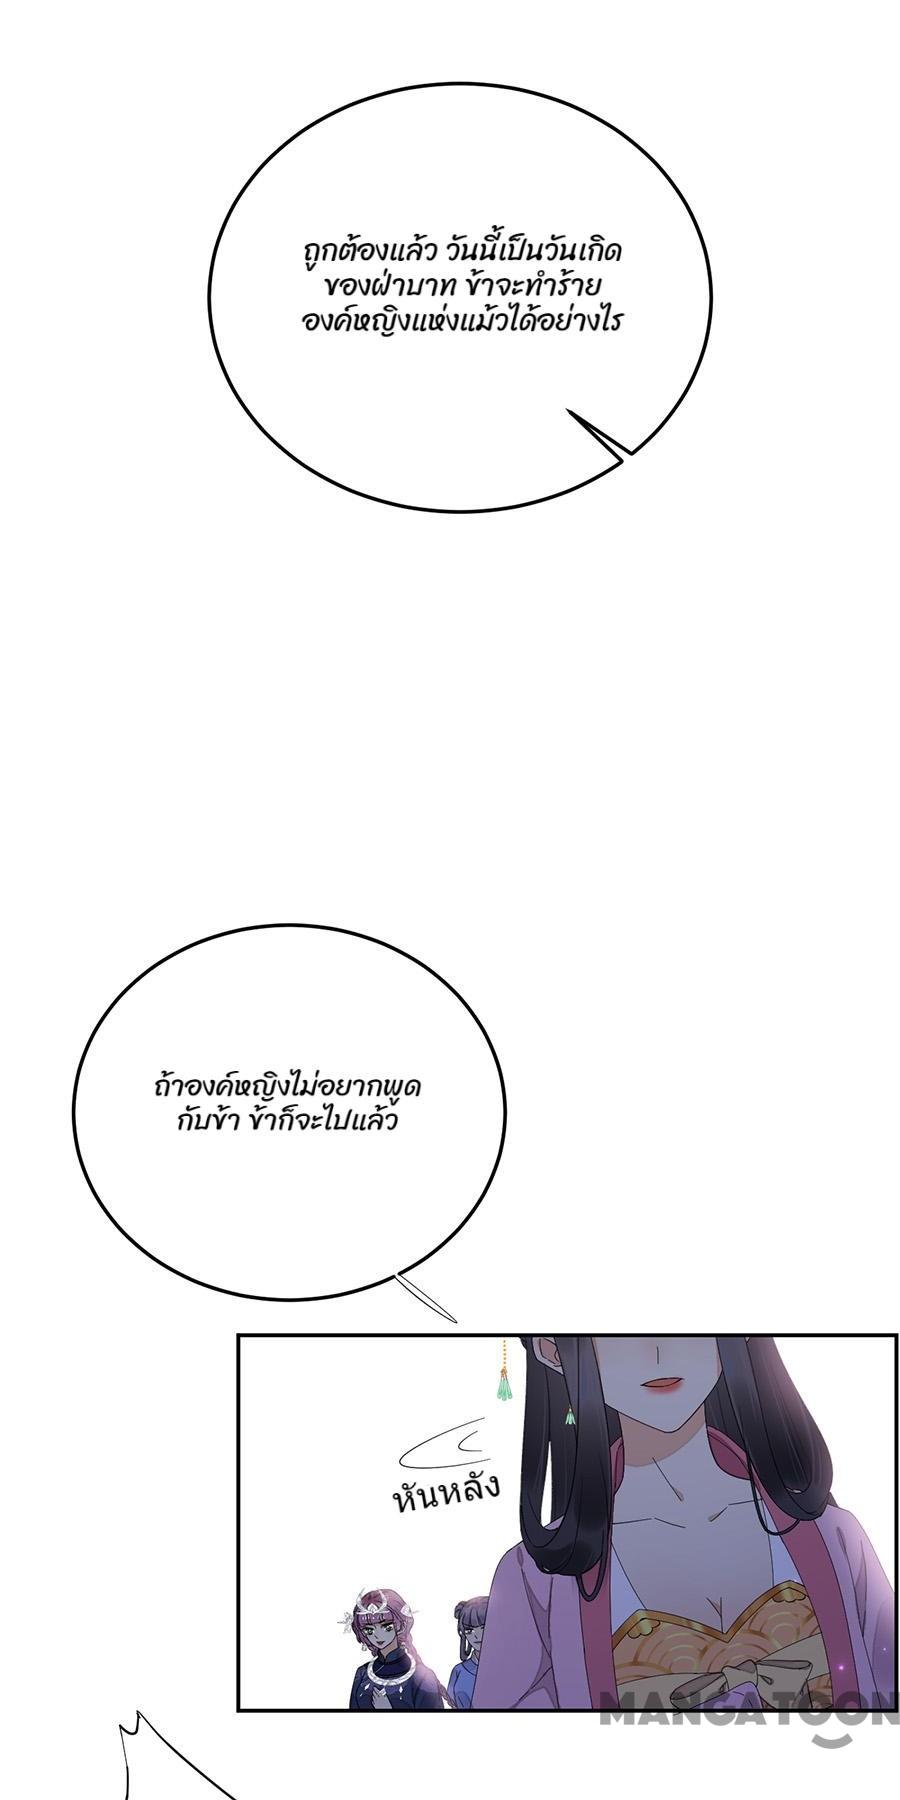 ถูกต้องแล้ว วันนี้เป็นวันเกิด
ของฝ่าบาท ข้าจะทำร้าย
องค์หญิงแห่งแม้วได้อย่างไร
ถ้าองค์หญิงไม่อยากพูด
กับข้า ข้าก็จะไปแล้ว
หันหลัง
MANGATOON